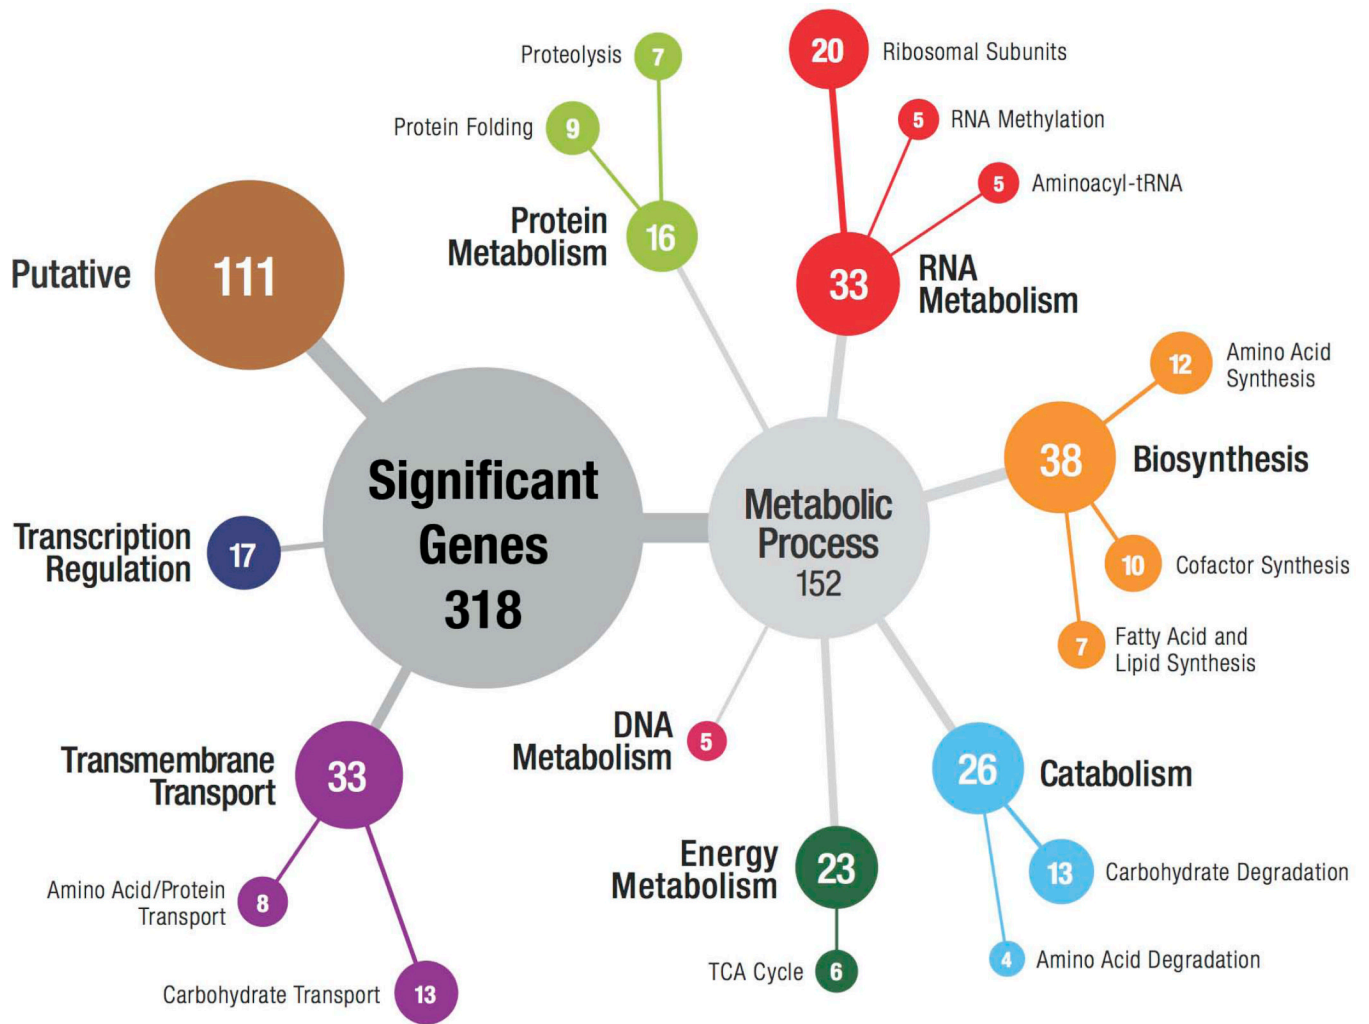 20
Ribosomal Subunits
Proteolysis
7
5
RNA Methylation
Protein Folding
9
5
Aminoacyl-tRNA
Protein
Metabolism
16
Putative
111
33
RNA
Metabolism
12
Amino Acid
Synthesis
38
Biosynthesis
Significant
Genes
318
Metabolic
Process
152
Transcription
Regulation
17
10
Cofactor Synthesis
7
Fatty Acid and
Lipid Synthesis
DNA
Metabolism
5
Transmembrane
Transport
33
26
Catabolism
Energy
Metabolism
23
13
Carbohydrate Degradation
Amino Acid/Protein
Transport
8
4
Amino Acid Degradation
TCA Cycle
6
Carbohydrate Transport
13